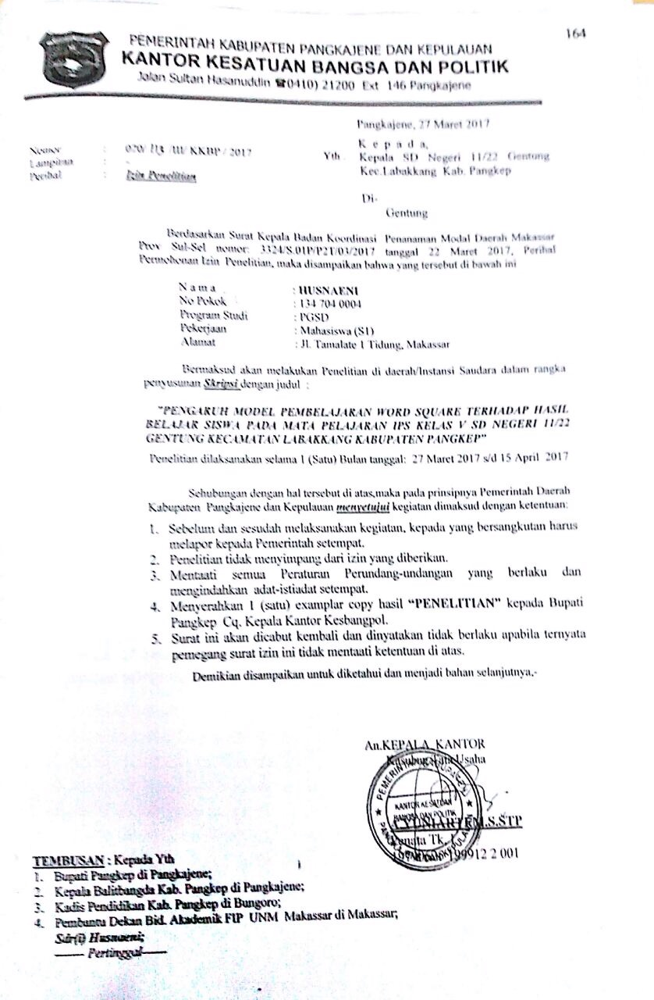 164
PEMERINTAH KABUPATEN PANGKAJENE DAN KEPULAUAN
KANTOR KESATUAN BANGSA DAN POLITIK
Jalan Sultan Hasanuddin ☎0410) 21200 Ext 146 Pangkajene
Pangkajene, 27 Maret 2017
Nomor : 070/ 113 /III/ KKBP / 2017
Lampiran : -
Perihal : Izin Penelitian
K e p a d a,
Yth. Kepala SD Negeri 11/22 Gentung
Kec.Labakkang Kab. Pangkep
Di-
Gentung
Berdasarkan Surat Kepala Badan Koordinasi Penanaman Modal Daerah Makassar
Prov Sul-Sel nomor: 3324/S.01P/P2T/03/2017 tanggal 22 Maret 2017, Perihal
Permohonan Izin Penelitian, maka disampaikan bahwa yang tersebut di bawah ini
N a m a : HUSNAENI
No Pokok : 134 704 0004
Program Studi : PGSD
Pekerjaan : Mahasiswa (S1)
Alamat : Jl. Tamalate 1 Tidung, Makassar
Bermaksud akan melakukan Penelitian di daerah/Instansi Saudara dalam rangka
penyusunan Skripsi dengan judul :
"PENGARUH MODEL PEMBELAJARAN WORD SQUARE TERHADAP HASIL
BELAJAR SISWA PADA MATA PELAJARAN IPS KELAS V SD NEGERI 11/22
GENTUNG KECAMATAN LABAKKANG KABUPATEN PANGKEP"
Penelitian dilaksanakan selama 1 (Satu) Bulan tanggal: 27 Maret 2017 s/d 15 April 2017
Sehubungan dengan hal tersebut di atas,maka pada prinsipnya Pemerintah Daerah
Kabupaten Pangkajene dan Kepulauan menyetujui kegiatan dimaksud dengan ketentuan:
1. Sebelum dan sesudah melaksanakan kegiatan, kepada yang bersangkutan harus
melapor kepada Pemerintah setempat.
2. Penelitian tidak menyimpang dari izin yang diberikan.
3. Mentaati semua Peraturan Perundang-undangan yang berlaku dan
mengindahkan adat-istiadat setempat.
4. Menyerahkan 1 (satu) examplar copy hasil "PENELITIAN" kepada Bupati
Pangkep Cq. Kepala Kantor Kesbangpol.
5. Surat ini akan dicabut kembali dan dinyatakan tidak berlaku apabila ternyata
pemegang surat izin ini tidak mentaati ketentuan di atas.
Demikian disampaikan untuk diketahui dan menjadi bahan selanjutnya.-
An.KEPALA KANTOR
Kasubag Tata Usaha
KANTOR KESATUAN
BANGSA DAN POLITIK
S.STP
Penata Tk. I
199912 2 001
TEMBUSAN : Kepada Yth
1. Bupati Pangkep di Pangkajene;
2. Kepala Balitbangda Kab. Pangkep di Pangkajene;
3. Kadis Pendidikan Kab. Pangkep di Bungoro;
4. Pembantu Dekan Bid. Akademik FIP UNM Makassar di Makassar;
Sdr(i) Husnaeni;
------- Pertinggal------